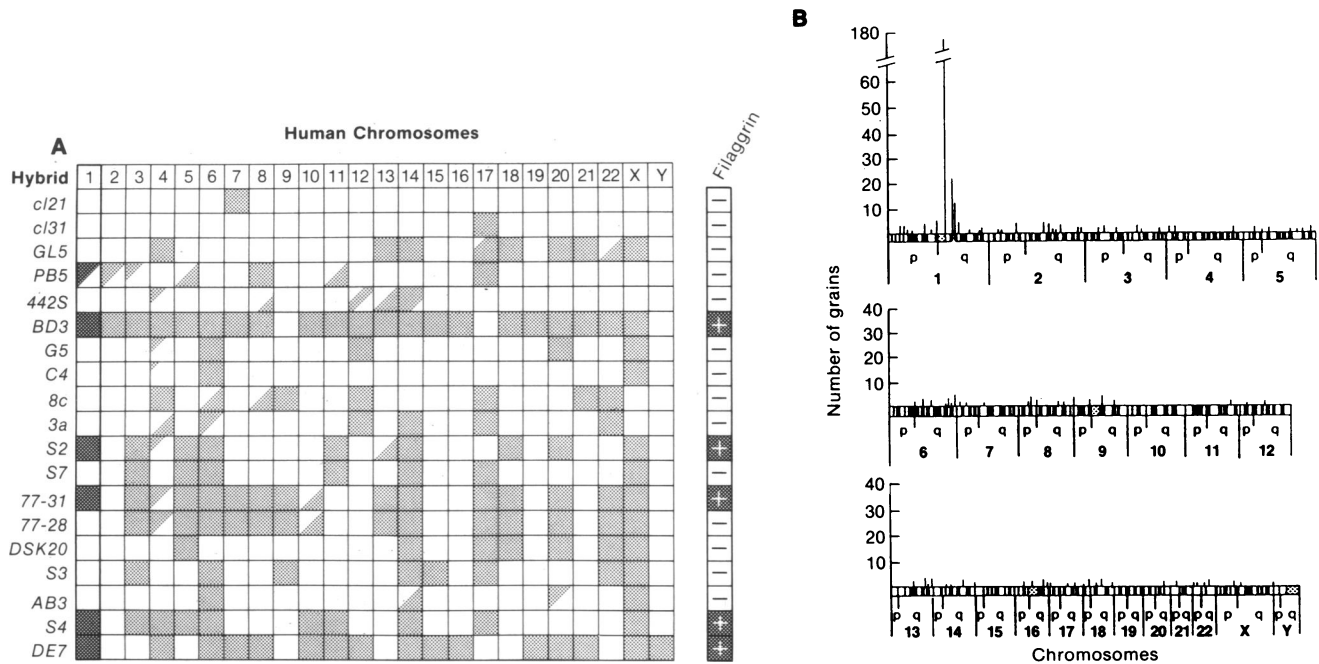 A
Human Chromosomes
Filaggrin
Hybrid 1 2 3 4 5 6 7 8 9 10 11 12 13 14 15 16 17 18 19 20 21 22 X Y
cl21 −
cl31 −
GL5 −
PB5 −
442S −
BD3 +
G5 −
C4 −
8c −
3a −
S2 +
S7 −
77-31 +
77-28 −
DSK20 −
S3 −
AB3 −
S4 +
DE7 +
B
Number of grains
180
60
50
40
30
20
10
p q p q p q p q p q
1 2 3 4 5
40
30
20
10
p q p q p q p q p q p q p q
6 7 8 9 10 11 12
40
30
20
10
p q p q p q p q p q p q p q p q p q p q p q p q
13 14 15 16 17 18 19 20 21 22 X Y
Chromosomes